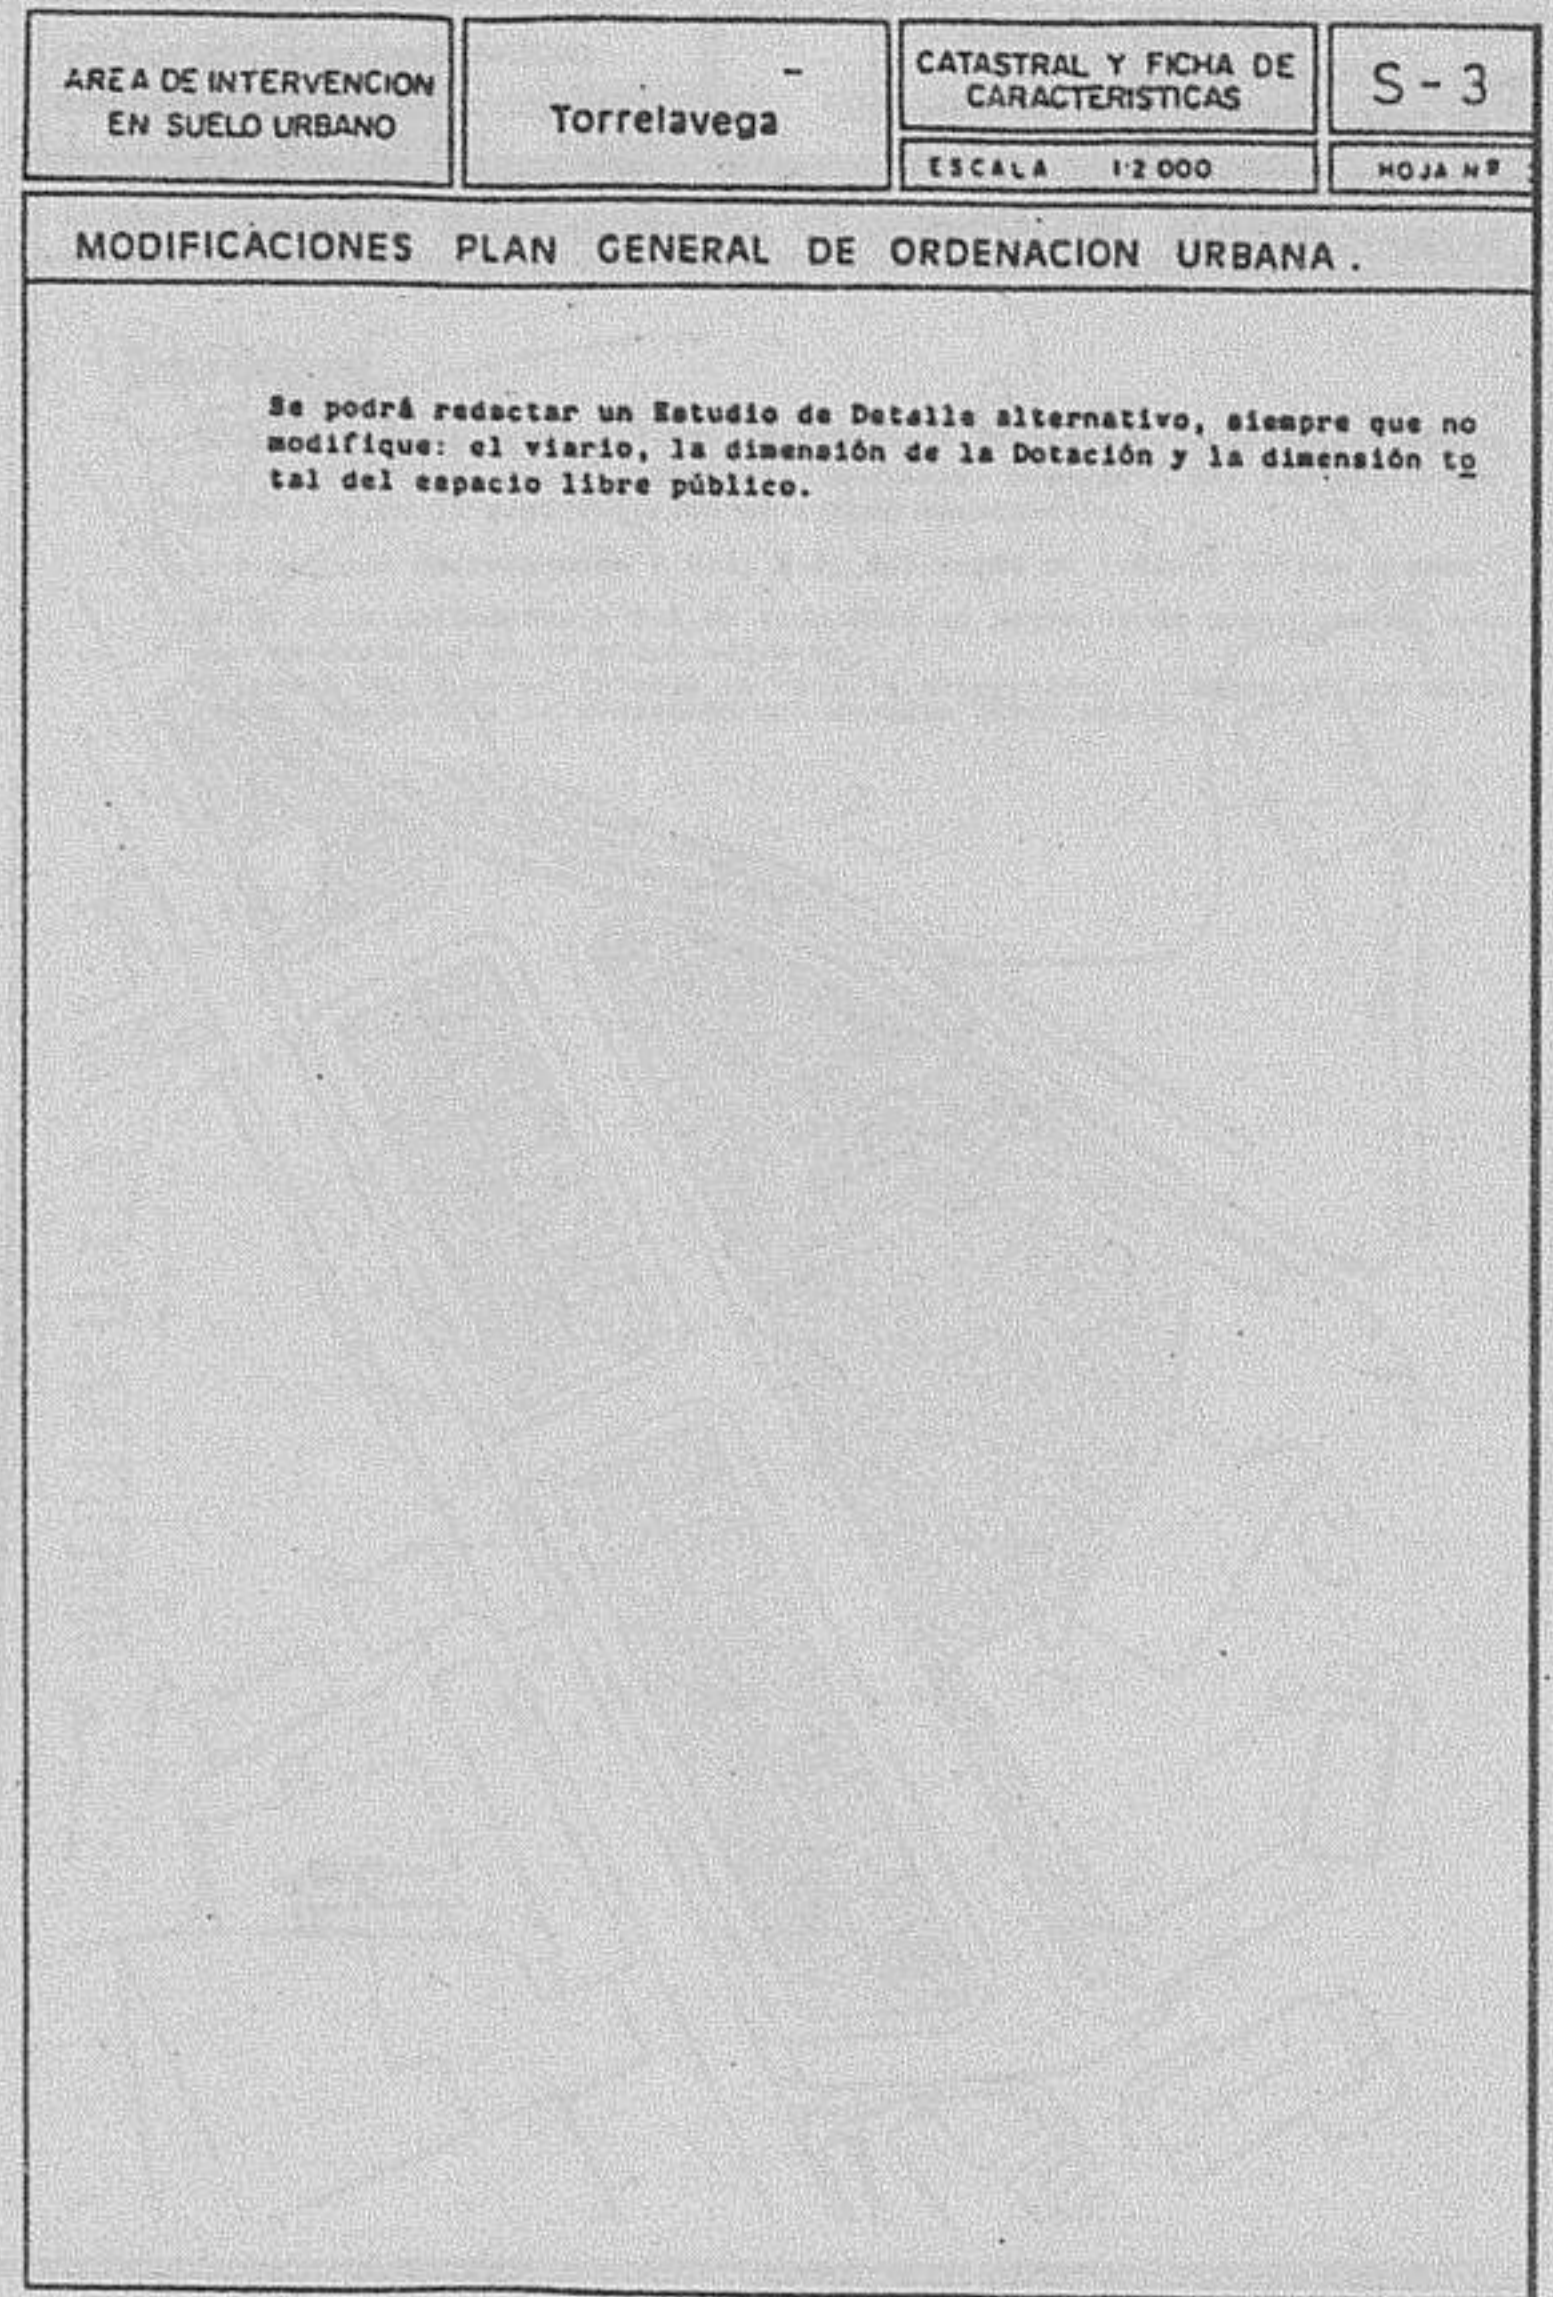 AREA DE INTERVENCION
EN SUELO URBANO
Torrelavega
CATASTRAL Y FICHA DE
CARACTERISTICAS
S - 3
ESCALA 1:2 000
HOJA Nº
MODIFICACIONES PLAN GENERAL DE ORDENACION URBANA.
Se podrá redactar un Estudio de Detalle alternativo, siempre que no
modifique: el viario, la dimensión de la Dotación y la dimensión to
tal del espacio libre público.